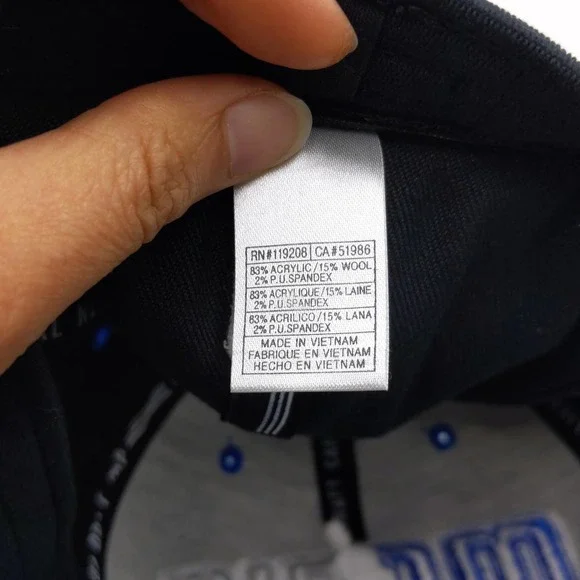 RN#119208 CA#51986
83% ACRYLIC/15% WOOL
2% P.U.SPANDEX
83% ACRYLIQUE/15% LAINE
2% P.U.SPANDEX
83% ACRILICO/15% LANA
2% P.U.SPANDEX
MADE IN VIETNAM
FABRIQUE EN VIETNAM
HECHO EN VIETNAM